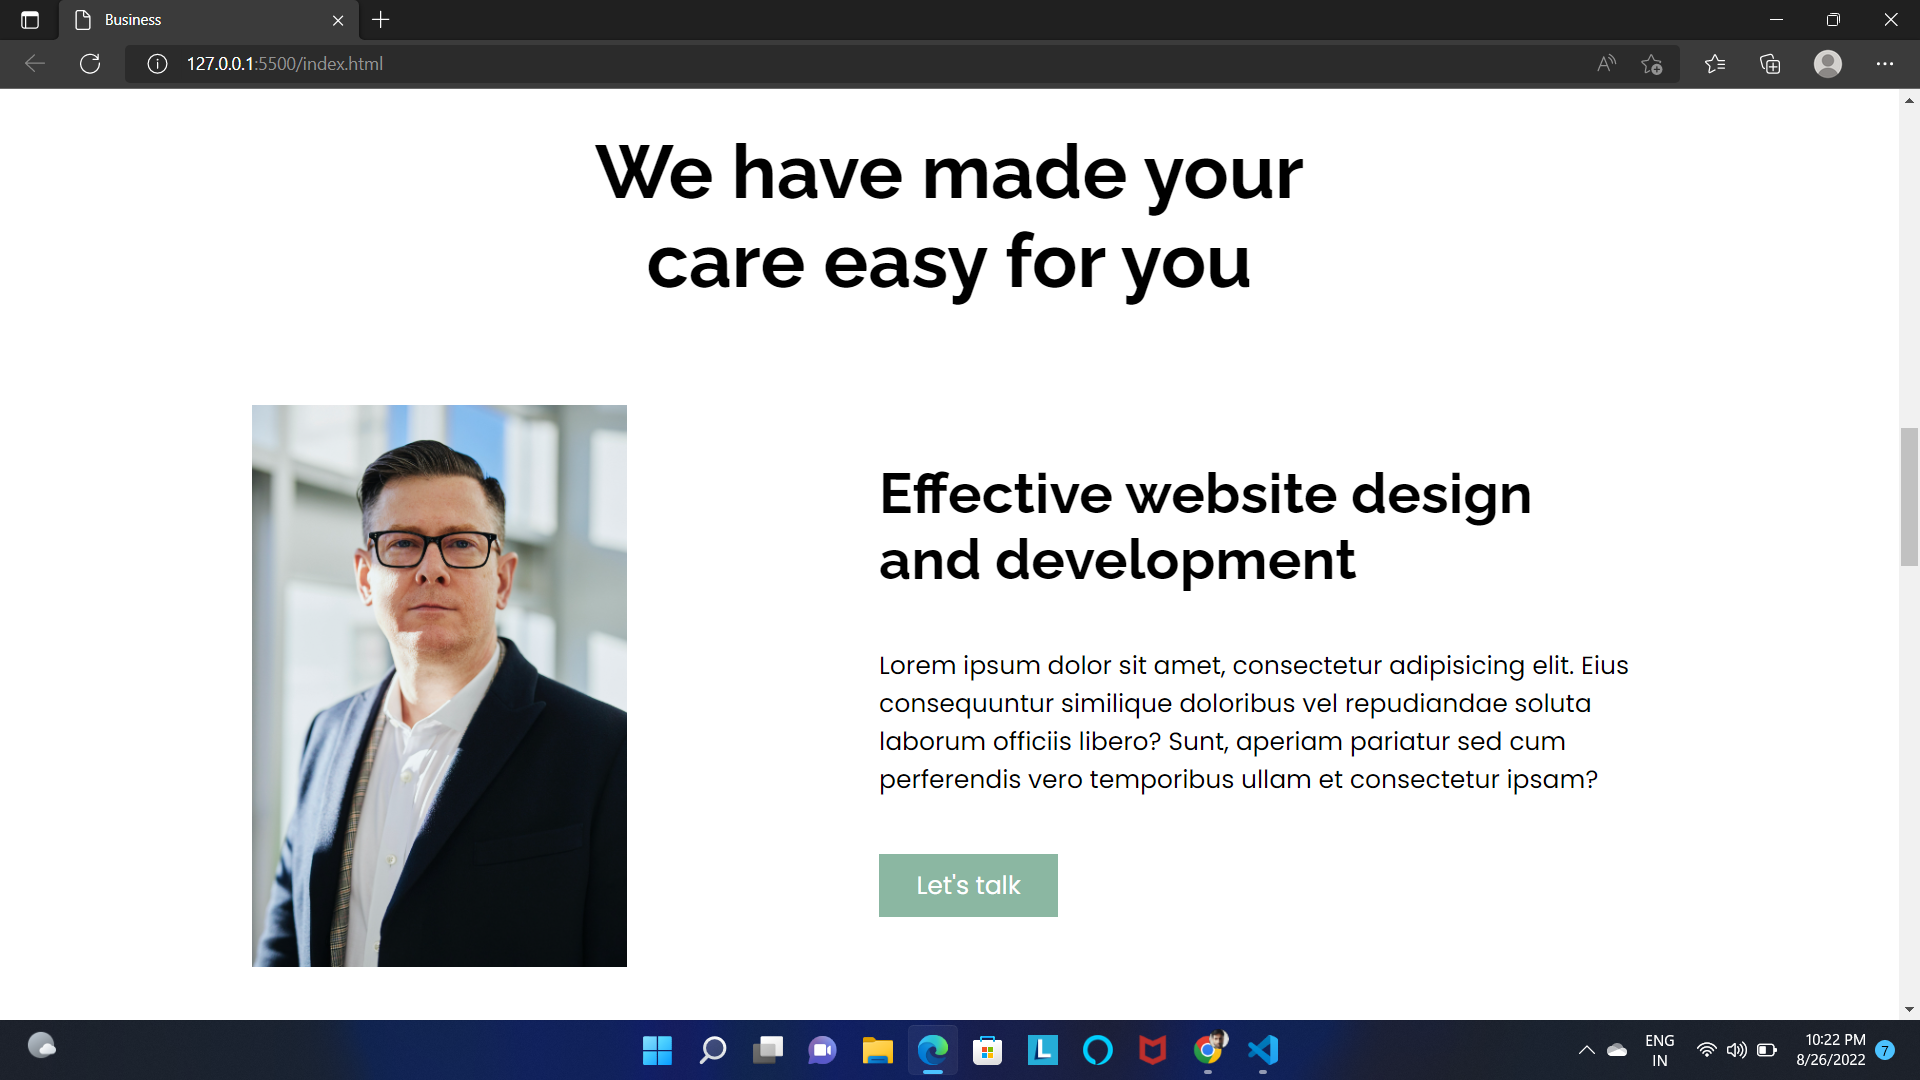 Business
127.0.0.1:5500/index.html
We have made your
care easy for you
Effective website design
and development
Lorem ipsum dolor sit amet, consectetur adipisicing elit. Eius
consequuntur similique doloribus vel repudiandae soluta
laborum officiis libero? Sunt, aperiam pariatur sed cum
perferendis vero temporibus ullam et consectetur ipsam?
Let's talk
L
ENG
IN
10:22 PM
8/26/2022
7